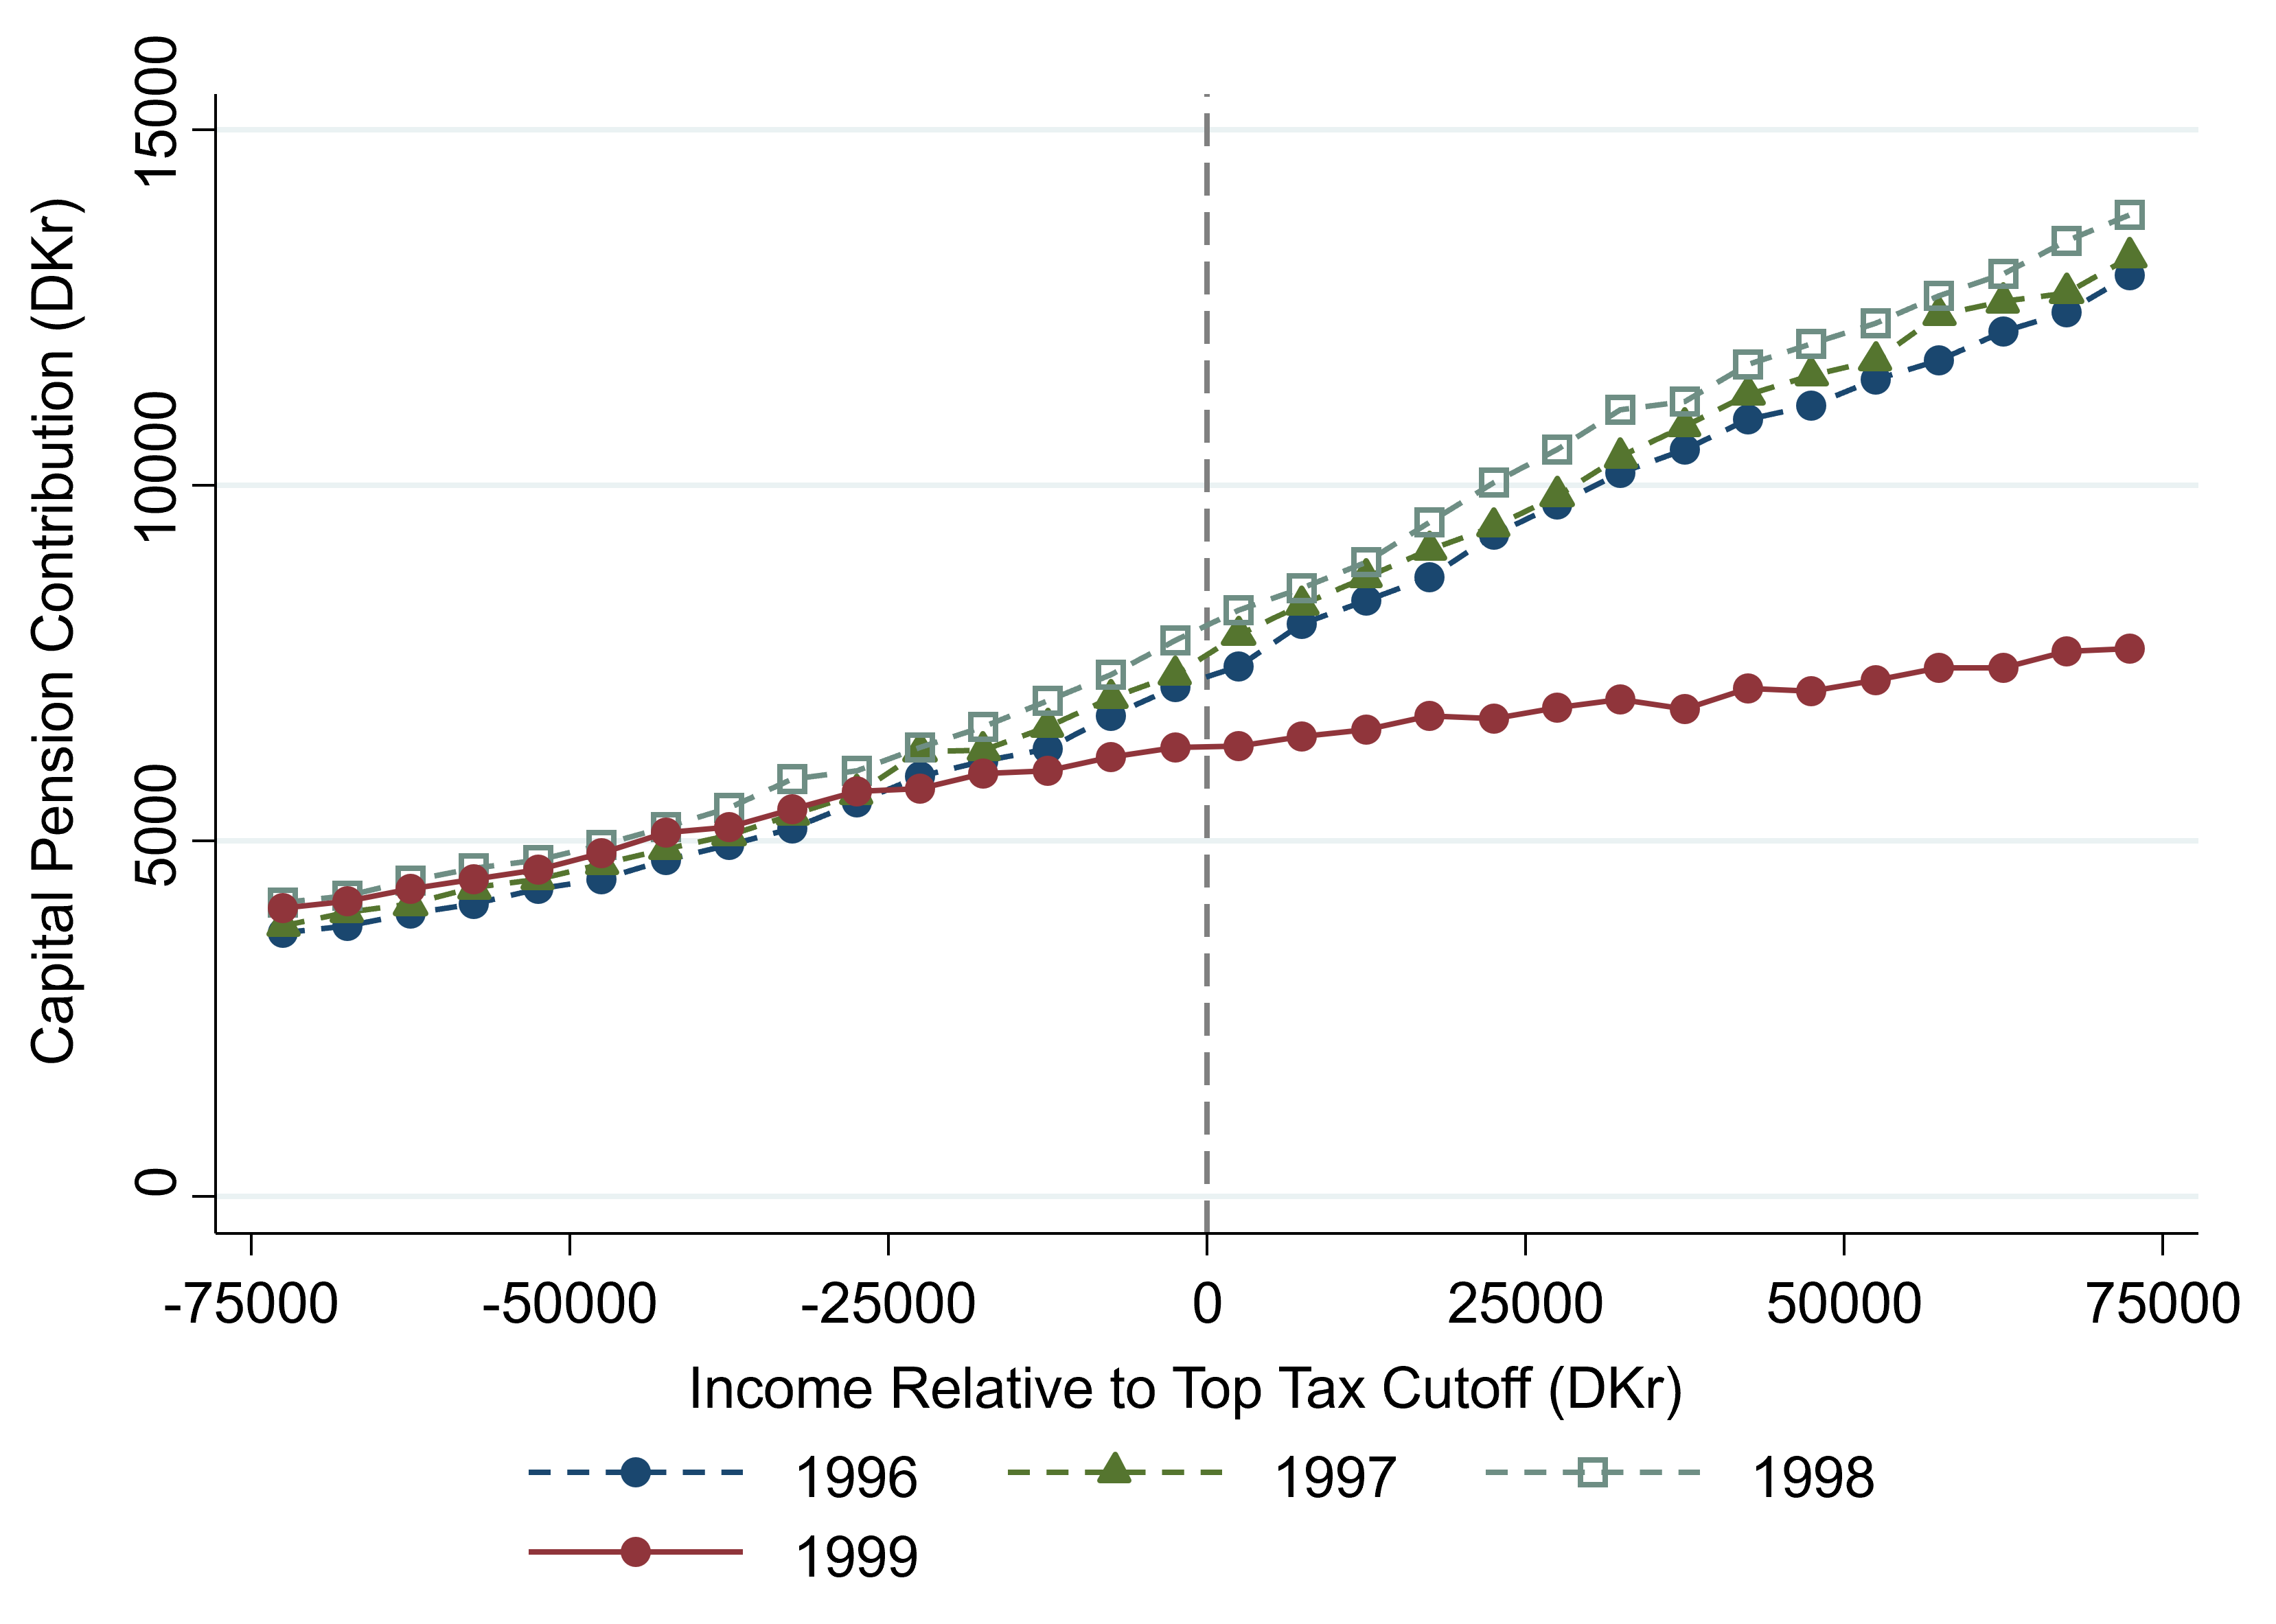 Capital Pension Contribution (DKr)
15000
10000
5000
0
-75000 -50000 -25000 0 25000 50000 75000
Income Relative to Top Tax Cutoff (DKr)
1996 1997 1998
1999